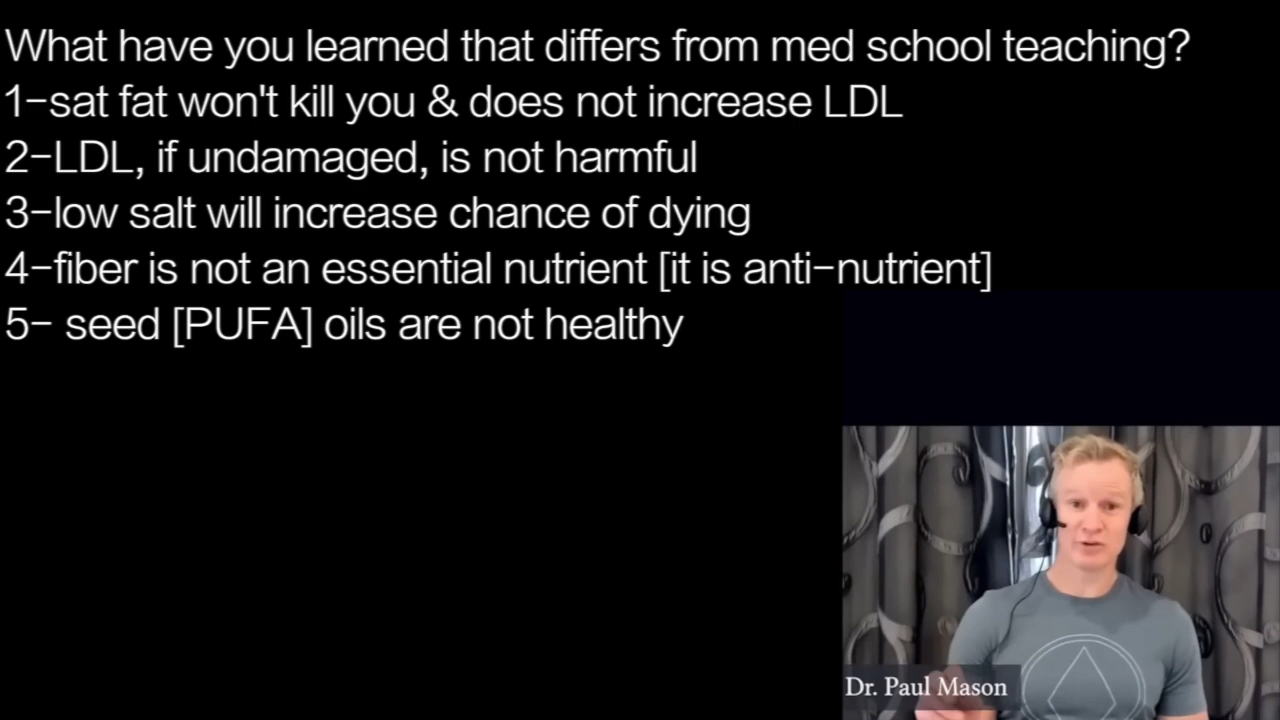 What have you learned that differs from med school teaching?
1-sat fat won't kill you & does not increase LDL
2-LDL, if undamaged, is not harmful
3-low salt will increase chance of dying
4-fiber is not an essential nutrient [it is anti-nutrient]
5- seed [PUFA] oils are not healthy
Dr. Paul Mason